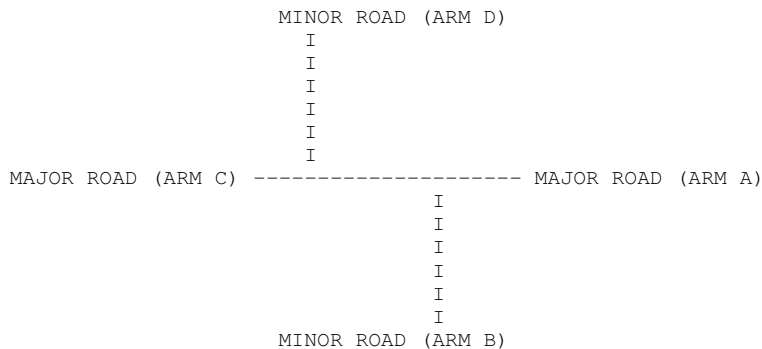 MINOR ROAD (ARM D)
I
I
I
I
I
I
MAJOR ROAD (ARM C) --------------------- MAJOR ROAD (ARM A)
I
I
I
I
I
I
MINOR ROAD (ARM B)